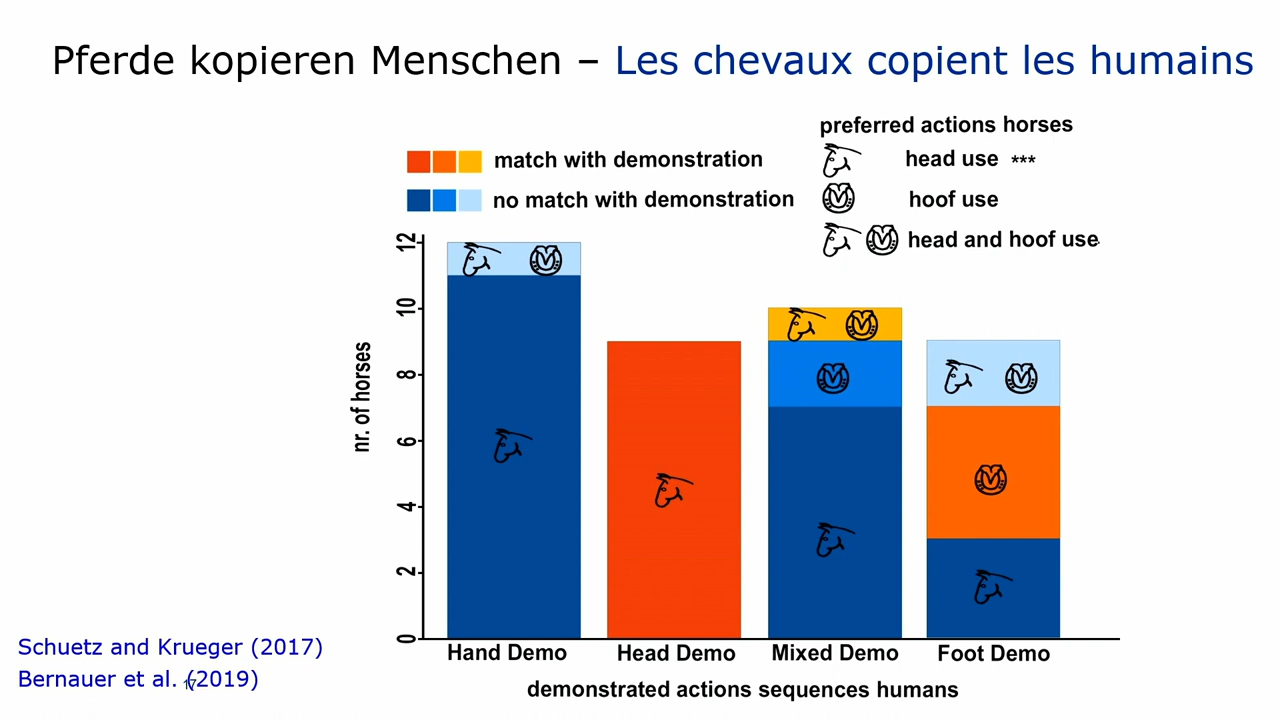 Pferde kopieren Menschen – Les chevaux copient les humains
preferred actions horses
match with demonstration
head use ***
no match with demonstration
hoof use
head and hoof use
nr. of horses
12
10
8
6
4
2
0
Hand Demo
Head Demo
Mixed Demo
Foot Demo
demonstrated actions sequences humans
Schuetz and Krueger (2017)
Bernauer et al. (2019)
17